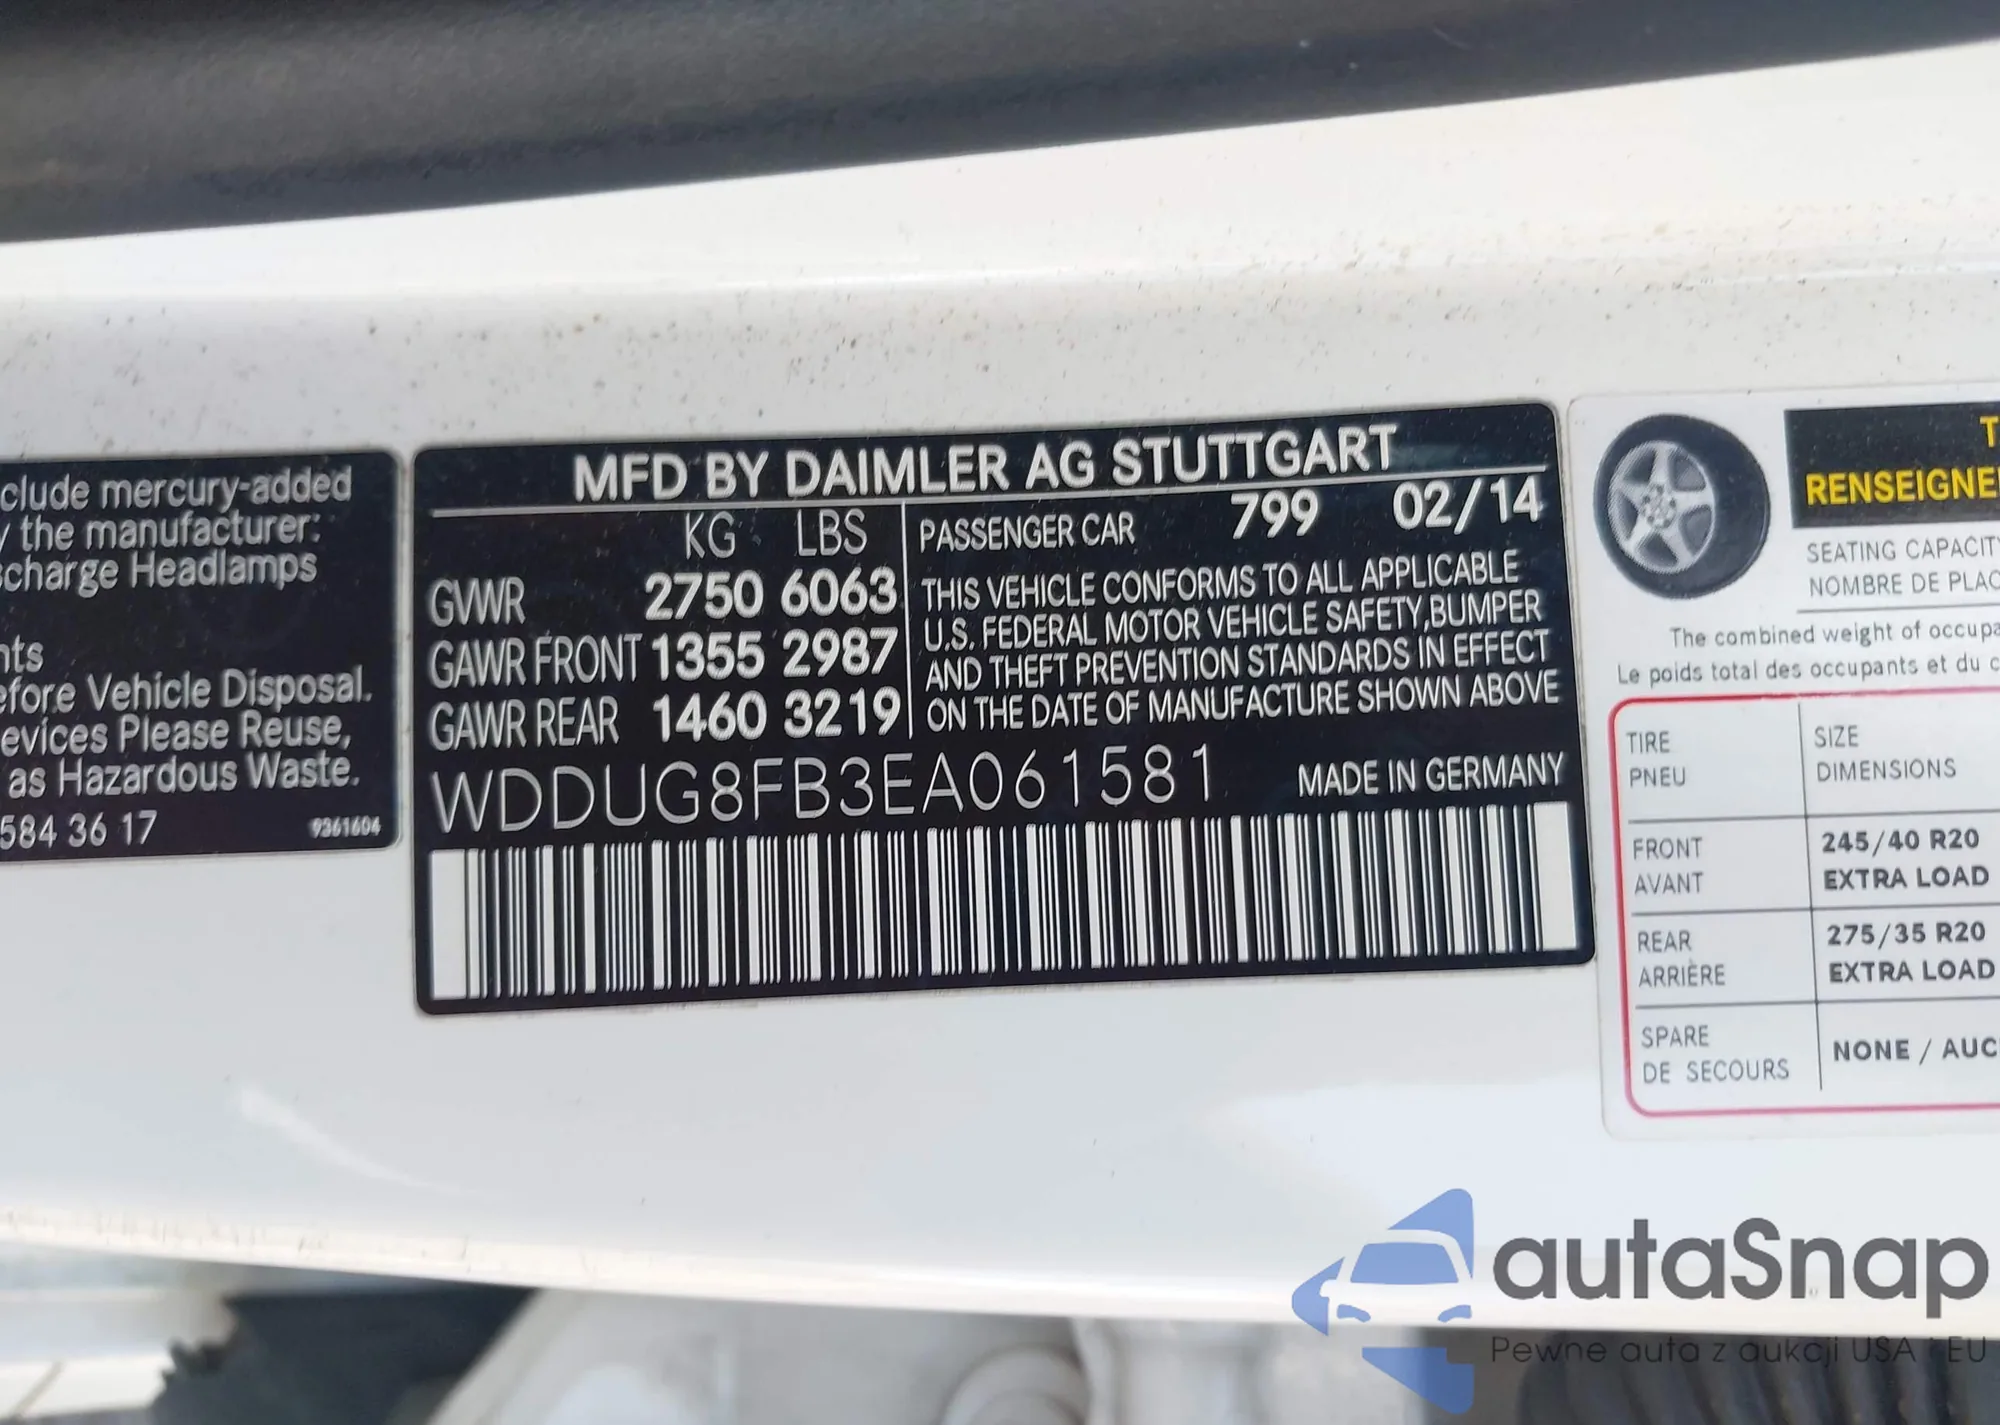 clude mercury-added
y the manufacturer:
scharge Headlamps
nts
efore Vehicle Disposal.
evices Please Reuse,
as Hazardous Waste.
584 36 17 9361604
MFD BY DAIMLER AG STUTTGART
KG LBS
GVWR 2750 6063
GAWR FRONT 1355 2987
GAWR REAR 1460 3219
PASSENGER CAR 799 02/14
THIS VEHICLE CONFORMS TO ALL APPLICABLE
U.S. FEDERAL MOTOR VEHICLE SAFETY,BUMPER
AND THEFT PREVENTION STANDARDS IN EFFECT
ON THE DATE OF MANUFACTURE SHOWN ABOVE
WDDUG8FB3EA061581 MADE IN GERMANY
T
RENSEIGNE
SEATING CAPACITY
NOMBRE DE PLAC
The combined weight of occupa
Le poids total des occupants et du c
TIRE SIZE
PNEU DIMENSIONS
FRONT 245/40 R20
AVANT EXTRA LOAD
REAR 275/35 R20
ARRIÈRE EXTRA LOAD
SPARE NONE / AUC
DE SECOURS
autaSnap
Pewne auta z aukcji USA i EU